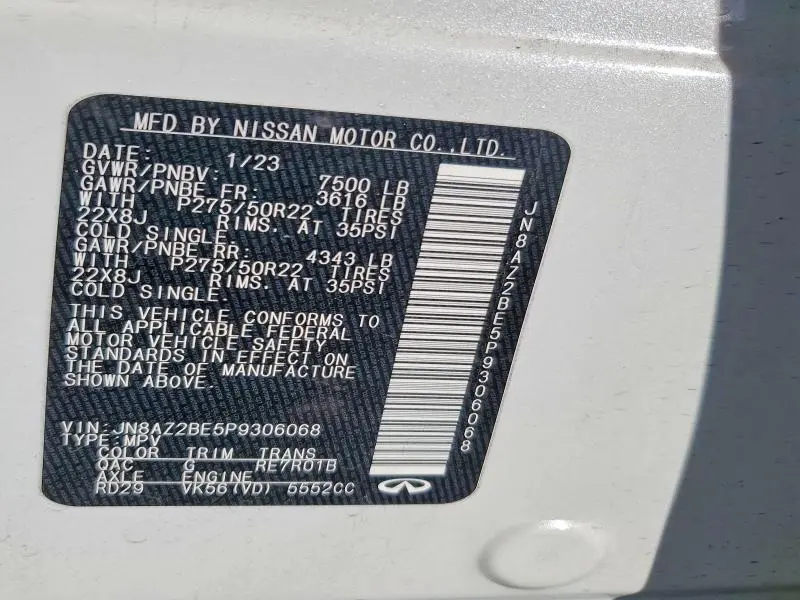 MFD BY NISSAN MOTOR CO.,LTD.
DATE: 1/23
GVWR/PNBV: 7500 LB
GAWR/PNBE FR: 3616 LB
WITH P275/50R22 TIRES
22X8J RIMS. AT 35PSI
COLD SINGLE.
GAWR/PNBE RR: 4343 LB
WITH P275/50R22 TIRES
22X8J RIMS. AT 35PSI
COLD SINGLE.
THIS VEHICLE CONFORMS TO
ALL APPLICABLE FEDERAL
MOTOR VEHICLE SAFETY
STANDARDS IN EFFECT ON
THE DATE OF MANUFACTURE
SHOWN ABOVE.
VIN:JN8AZ2BE5P9306068
TYPE:MPV
COLOR TRIM TRANS
QAC G RE7R01B
AXLE ENGINE
RD29 VK56(VD) 5552CC
JN8AZ2BE5P9306068